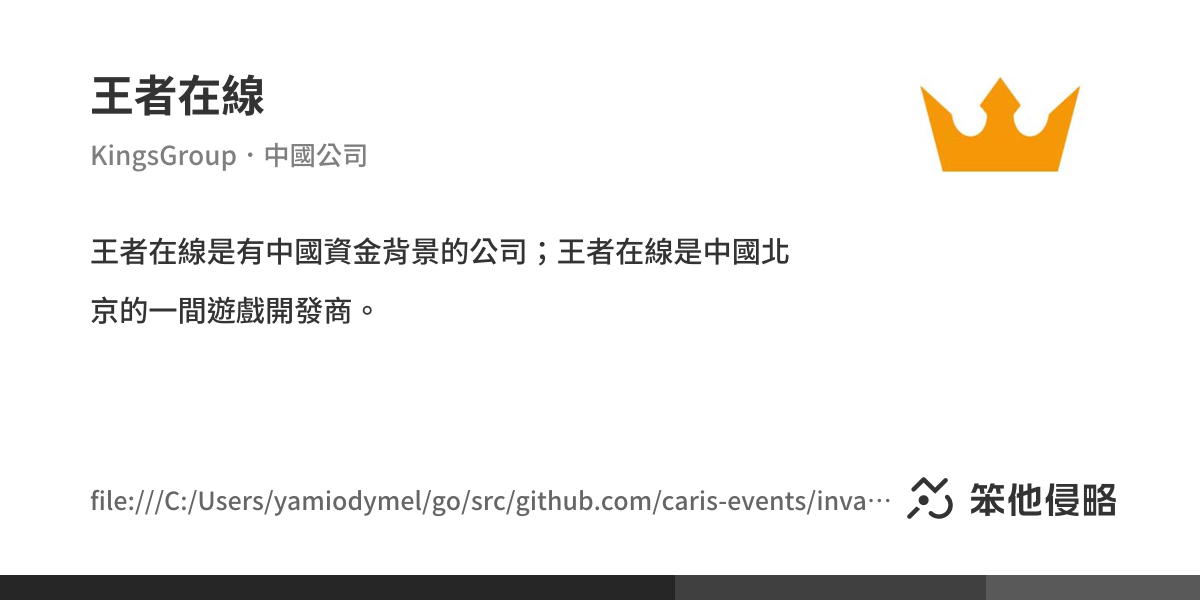 王者在線
KingsGroup・中國公司
王者在線是有中國資金背景的公司；王者在線是中國北
京的一間遊戲開發商。
file:///C:/Users/yamiodymel/go/src/github.com/caris-events/inva…
笨他侵略